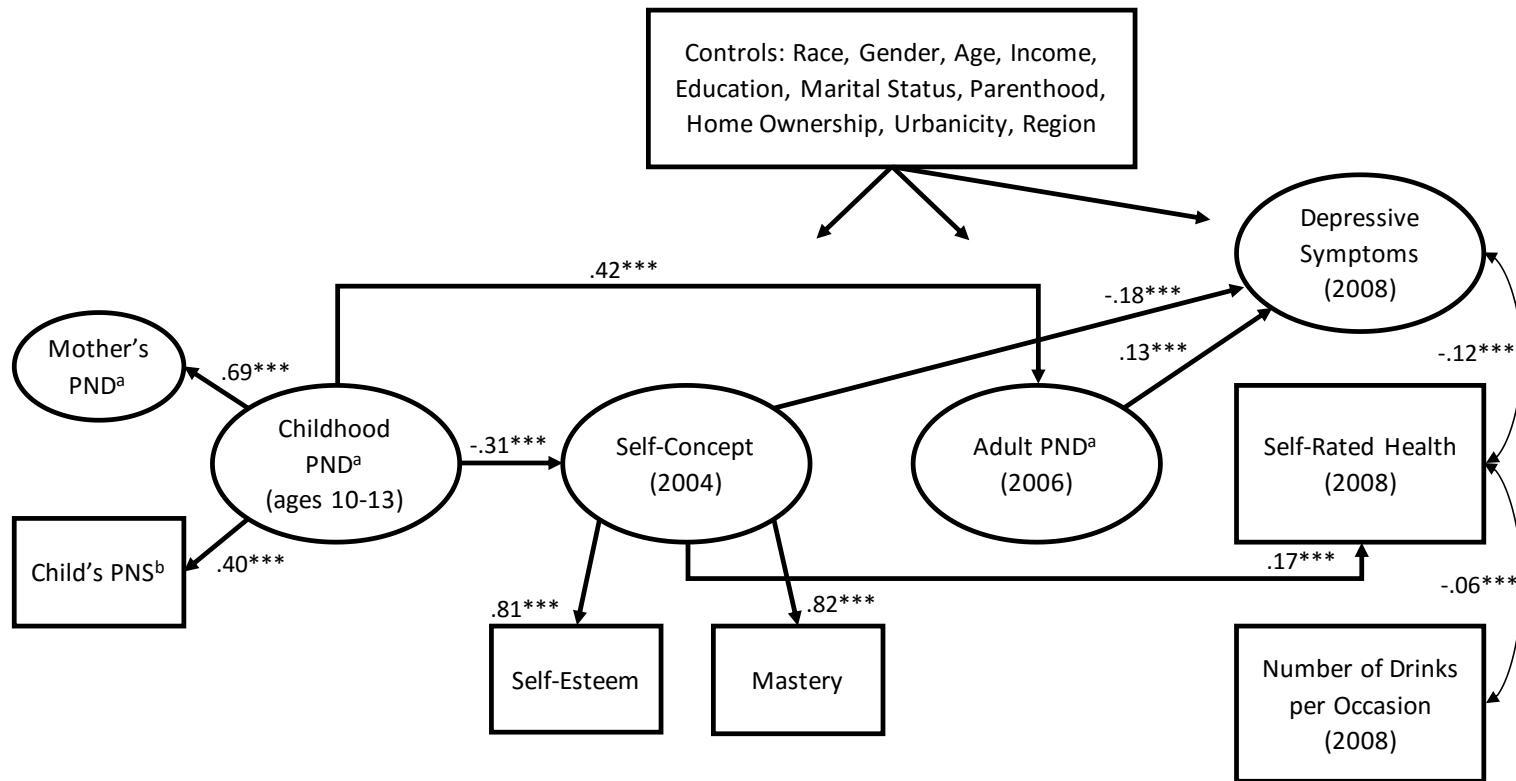 Controls: Race, Gender, Age, Income,
Education, Marital Status, Parenthood,
Home Ownership, Urbanicity, Region
Depressive
Symptoms
(2008)
.42***
-.18***
Mother’s
PNDᵃ
.69***
.13***
-.12***
Childhood
PNDᵃ
(ages 10-13)
-.31***
Self-Concept
(2004)
Adult PNDᵃ
(2006)
Self-Rated Health
(2008)
Child’s PNSᵇ
.40***
.17***
-.06***
.81***
.82***
Self-Esteem
Mastery
Number of Drinks
per Occasion
(2008)